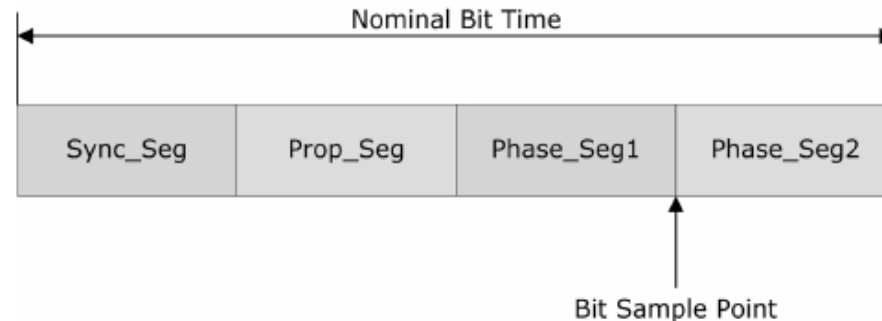 Nominal Bit Time
Sync_Seg Prop_Seg Phase_Seg1 Phase_Seg2
Bit Sample Point